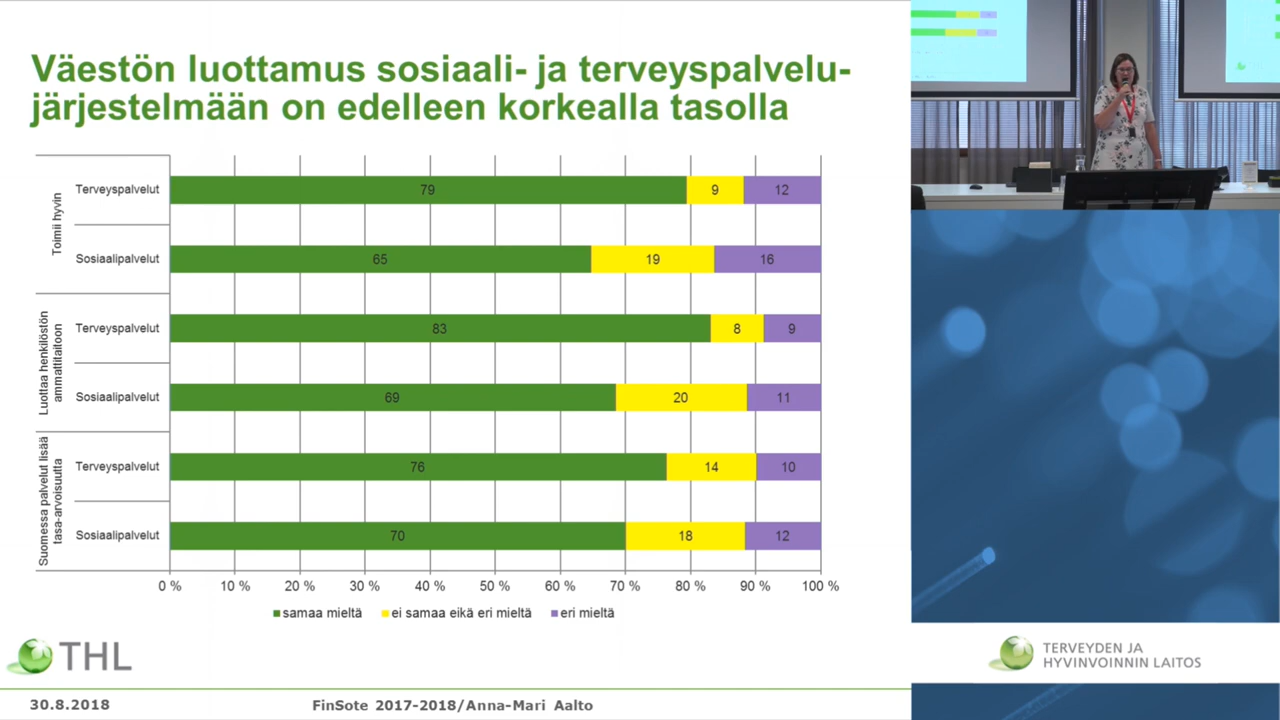 Väestön luottamus sosiaali- ja terveyspalvelu-
järjestelmään on edelleen korkealla tasolla
Toimii hyvin
Terveyspalvelut
79
9
12
Sosiaalipalvelut
65
19
16
Luottaa henkilöstön
ammattitaitoon
Terveyspalvelut
83
8
9
Sosiaalipalvelut
69
20
11
Suomessa palvelut lisää
tasa-arvoisuutta
Terveyspalvelut
76
14
10
Sosiaalipalvelut
70
18
12
0 %
10 %
20 %
30 %
40 %
50 %
60 %
70 %
80 %
90 %
100 %
samaa mieltä
ei samaa eikä eri mieltä
eri mieltä
THL
30.8.2018
FinSote 2017-2018/Anna-Mari Aalto
TERVEYDEN JA
HYVINVOINNIN LAITOS